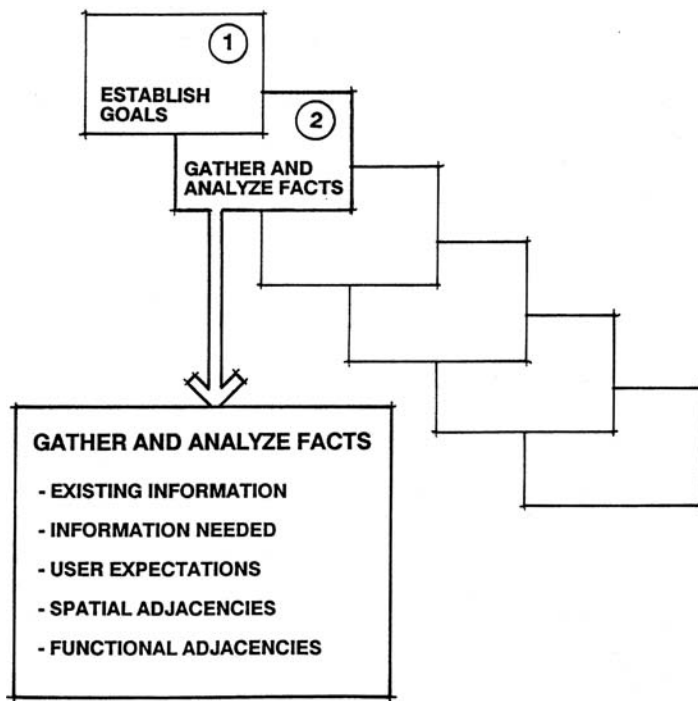 1
ESTABLISH
GOALS
2
GATHER AND
ANALYZE FACTS
GATHER AND ANALYZE FACTS
- EXISTING INFORMATION
- INFORMATION NEEDED
- USER EXPECTATIONS
- SPATIAL ADJACENCIES
- FUNCTIONAL ADJACENCIES